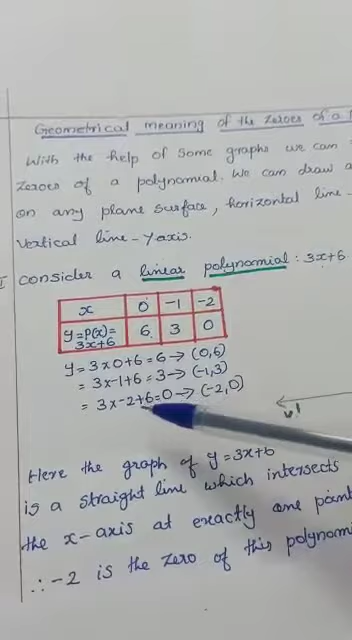 Geometrical meaning of the zeroes of a
With the help of some graphs we can
zeroes of a polynomial. We can draw a
on any plane surface, horizontal line -
vertical line - Y axis.
I consider a linear polynomial : 3x+6.
x 0 -1 -2
y=P(x)= 3x+6 6 3 0
y = 3x0+6 = 6 → (0,6)
= 3x-1+6 = 3 → (-1,3)
= 3x-2+6 = 0 → (-2,0)
Here the graph of y = 3x+6
is a straight line which intersects
the x-axis at exactly one point
∴ -2 is the zero of this polynom